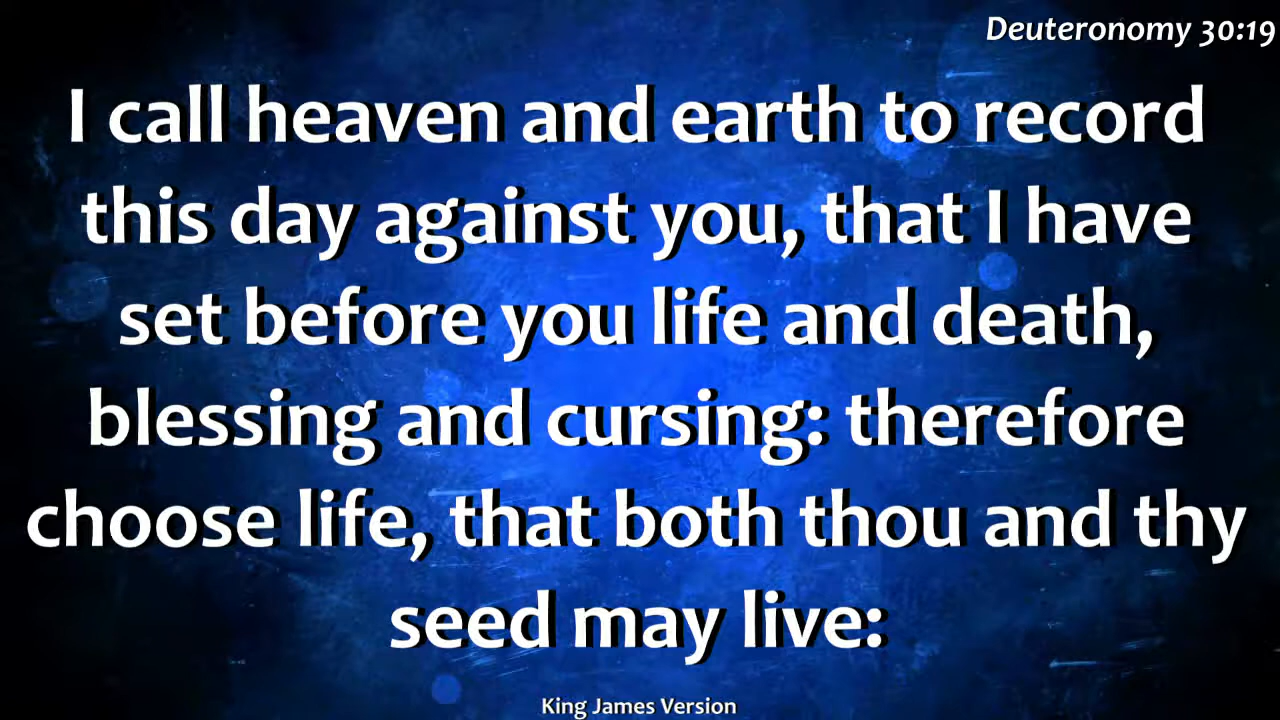 Deuteronomy 30:19
I call heaven and earth to record
this day against you, that I have
set before you life and death,
blessing and cursing: therefore
choose life, that both thou and thy
seed may live:
King James Version